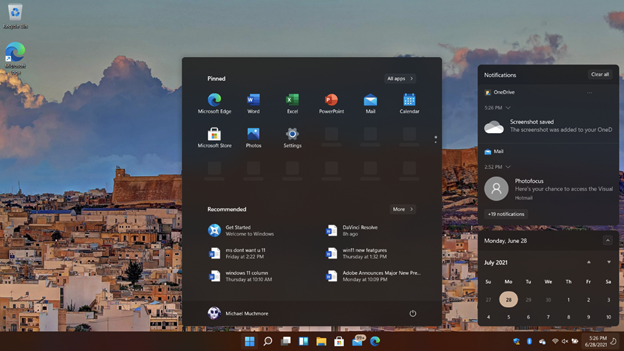 Recycle Bin
Microsoft
Edge
Pinned
All apps >
Microsoft Edge
Word
Excel
PowerPoint
Mail
Calendar
Microsoft Store
Photos
Settings
Recommended
More >
Get Started
Welcome to Windows
DaVinci Resolve
8h ago
ms dont want u 11
Friday at 2:22 PM
win11 new feategures
Thursday at 1:32 PM
windows 11 column
Thursday at 10:10 AM
Adobe Announces Major New Pre...
Monday at 10:09 PM
Michael Muchmore
Notifications
Clear all
OneDrive
...
5:26 PM
Screenshot saved
The screenshot was added to your OneD
Mail
2:52 PM
Photofocus
Here's your chance to access the Visual
Hotmail
+19 notifications
Monday, June 28
July 2021
Su Mo Tu We Th Fr Sa
27 28 29 30 1 2 3
4 5 6 7 8 9 10
99+
5:26 PM
6/28/2021